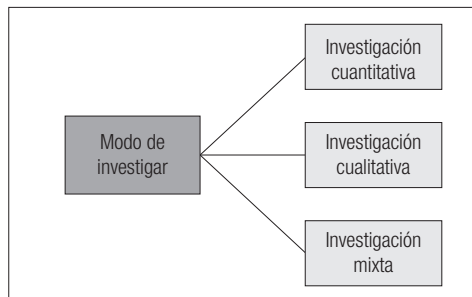 Modo de
investigar
Investigación
cuantitativa
Investigación
cualitativa
Investigación
mixta